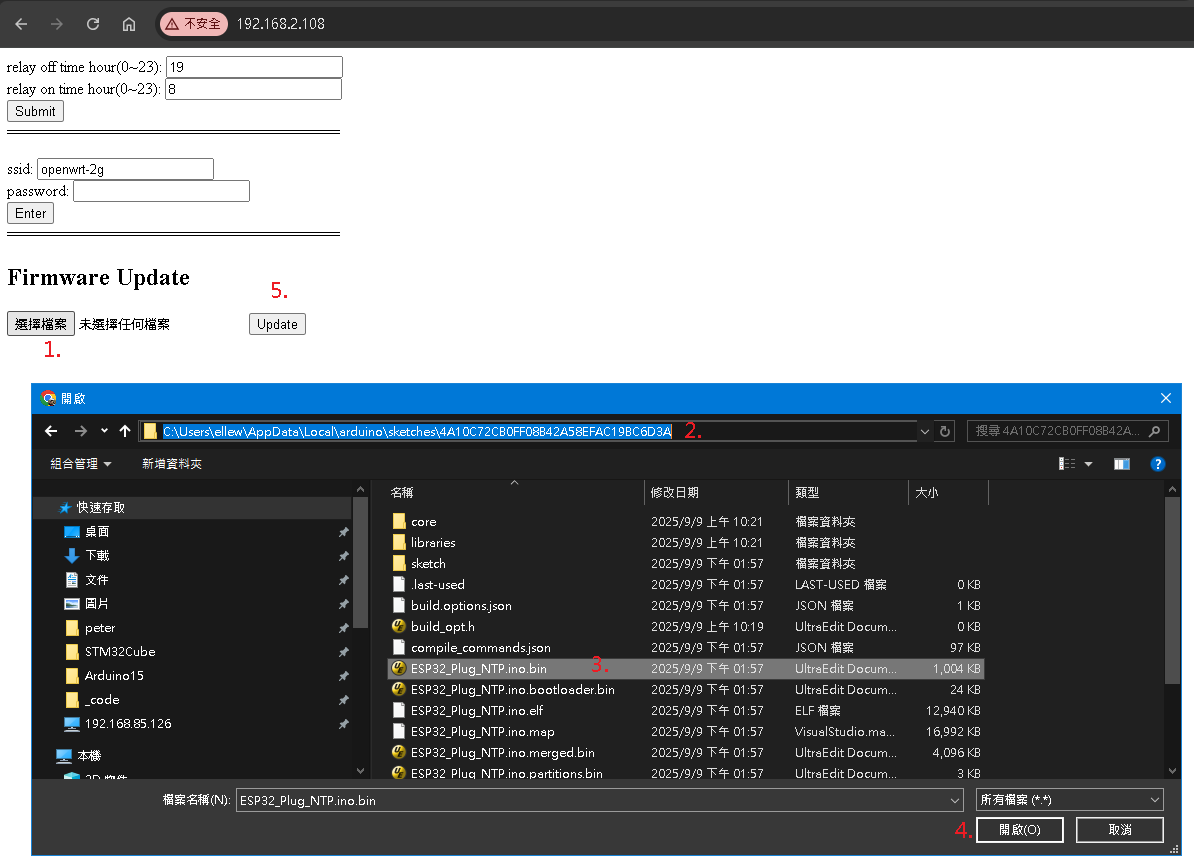 不安全 192.168.2.108
relay off time hour(0~23): 19
relay on time hour(0~23): 8
Submit
ssid: openwrt-2g
password:
Enter
Firmware Update
5.
選擇檔案 未選擇任何檔案 Update
1.
開啟
C:\Users\ellew\AppData\Local\arduino\sketches\4A10C72CB0FF08B42A58EFAC19BC6D3A 2. 搜尋 4A10C72CB0FF08B42A...
組合管理 新增資料夾
名稱 修改日期 類型 大小
快速存取
桌面
下載
文件
圖片
peter
STM32Cube
Arduino15
_code
192.168.85.126
本機
core 2025/9/9 上午 10:21 檔案資料夾
libraries 2025/9/9 上午 10:21 檔案資料夾
sketch 2025/9/9 下午 01:57 檔案資料夾
.last-used 2025/9/9 下午 01:57 LAST-USED 檔案 0 KB
build.options.json 2025/9/9 下午 01:57 JSON 檔案 1 KB
build_opt.h 2025/9/9 上午 10:19 UltraEdit Docum... 0 KB
compile_commands.json 2025/9/9 下午 01:57 JSON 檔案 97 KB
ESP32_Plug_NTP.ino.bin 3. 2025/9/9 下午 01:57 UltraEdit Docum... 1,004 KB
ESP32_Plug_NTP.ino.bootloader.bin 2025/9/9 下午 01:57 UltraEdit Docum... 24 KB
ESP32_Plug_NTP.ino.elf 2025/9/9 下午 01:57 ELF 檔案 12,940 KB
ESP32_Plug_NTP.ino.map 2025/9/9 下午 01:57 VisualStudio.ma... 16,992 KB
ESP32_Plug_NTP.ino.merged.bin 2025/9/9 下午 01:57 UltraEdit Docum... 4,096 KB
ESP32_Plug_NTP.ino.partitions.bin 2025/9/9 下午 01:57 UltraEdit Docum... 3 KB
檔案名稱(N): ESP32_Plug_NTP.ino.bin 所有檔案 (*.*)
4. 開啟(O) 取消